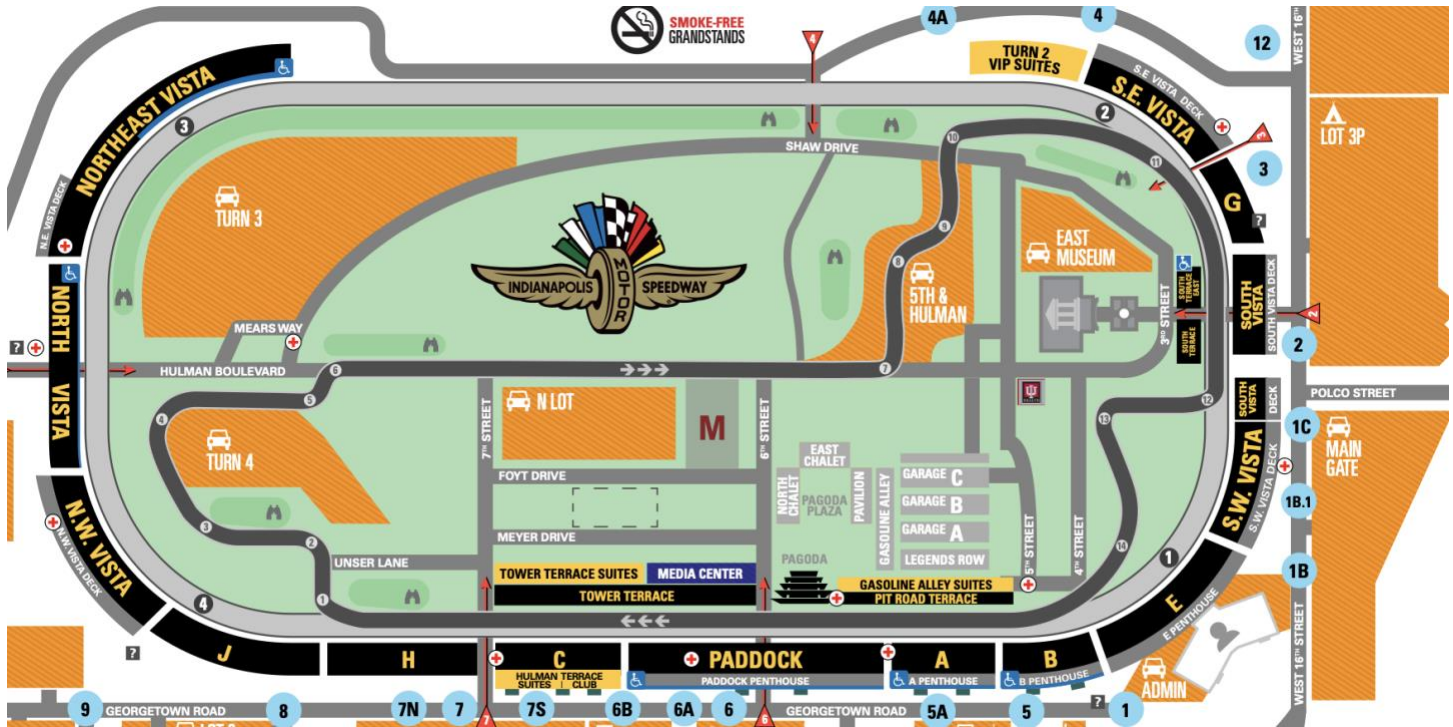 SMOKE-FREE
GRANDSTANDS
4A
4
12
WEST 16TH
TURN 2
VIP SUITES
S.E. VISTA DECK
S.E. VISTA
LOT 3P
NORTHEAST VISTA
N.E. VISTA DECK
3
4
2
SHAW DRIVE
10
11
3
3
G
?
TURN 3
INDIANAPOLIS
MOTOR
SPEEDWAY
9
8
5TH &
HULMAN
EAST
MUSEUM
3RD STREET
SOUTH
TERRACE
EAST
SOUTH
TERRACE
SOUTH
VISTA
SOUTH VISTA DECK
2
2
NORTH
VISTA
?
MEARS WAY
HULMAN BOULEVARD
6
5
4
7
POLCO STREET
SOUTH
VISTA
DECK
12
13
1C
MAIN
GATE
TURN 4
N LOT
M
7TH STREET
6TH STREET
FOYT DRIVE
MEYER DRIVE
EAST
CHALET
NORTH
CHALET
PAGODA
PLAZA
PAVILION
GASOLINE ALLEY
GARAGE C
GARAGE B
GARAGE A
LEGENDS ROW
5TH STREET
4TH STREET
S.W. VISTA
S.W. VISTA DECK
1B.1
1B
N.W. VISTA
N.W. VISTA DECK
3
2
1
4
UNSER LANE
TOWER TERRACE SUITES
MEDIA CENTER
TOWER TERRACE
PAGODA
GASOLINE ALLEY SUITES
PIT ROAD TERRACE
14
1
E
E PENTHOUSE
WEST 16TH STREET
ADMIN
?
J
H
C
HULMAN TERRACE
SUITES | CLUB
PADDOCK
PADDOCK PENTHOUSE
A
A PENTHOUSE
B
B PENTHOUSE
?
9
GEORGETOWN ROAD
8
7N
7
7
7S
6B
6A
6
6
GEORGETOWN ROAD
5A
5
1